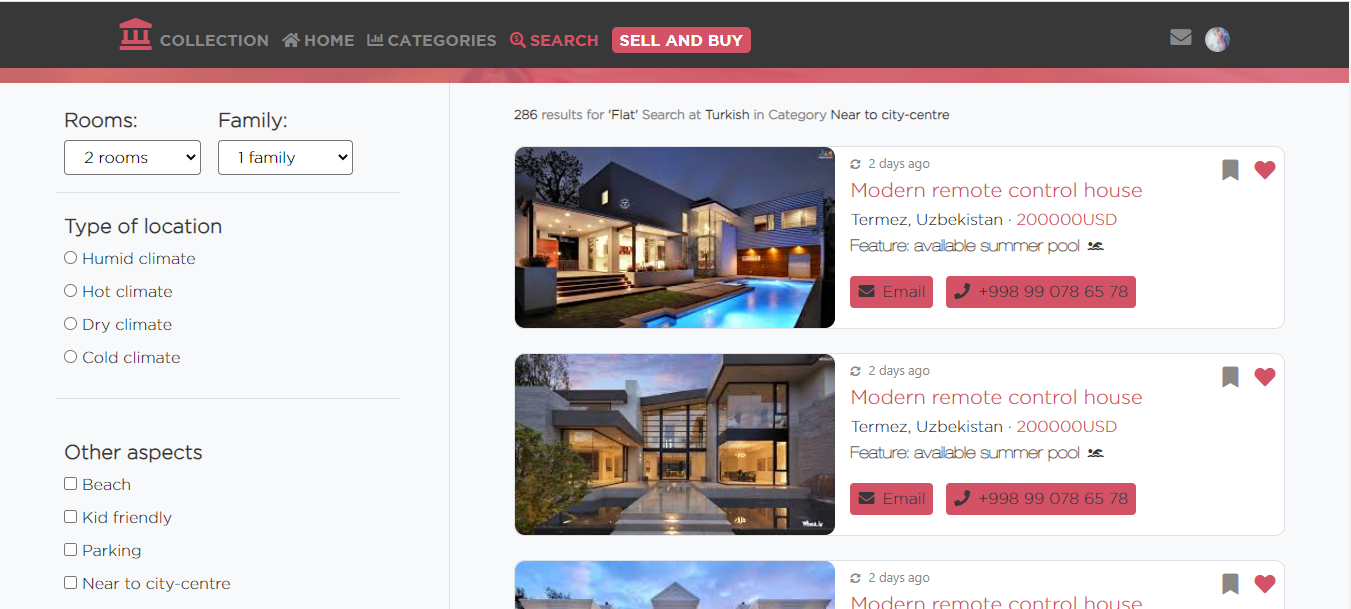 COLLECTION HOME CATEGORIES SEARCH SELL AND BUY
Rooms: Family:
2 rooms 1 family
Type of location
Humid climate
Hot climate
Dry climate
Cold climate
Other aspects
Beach
Kid friendly
Parking
Near to city-centre
286 results for 'Flat' Search at Turkish in Category Near to city-centre
2 days ago
Modern remote control house
Termez, Uzbekistan · 200000USD
Feature: available summer pool
Email +998 99 078 65 78
2 days ago
Modern remote control house
Termez, Uzbekistan · 200000USD
Feature: available summer pool
Email +998 99 078 65 78
2 days ago
Modern remote control house